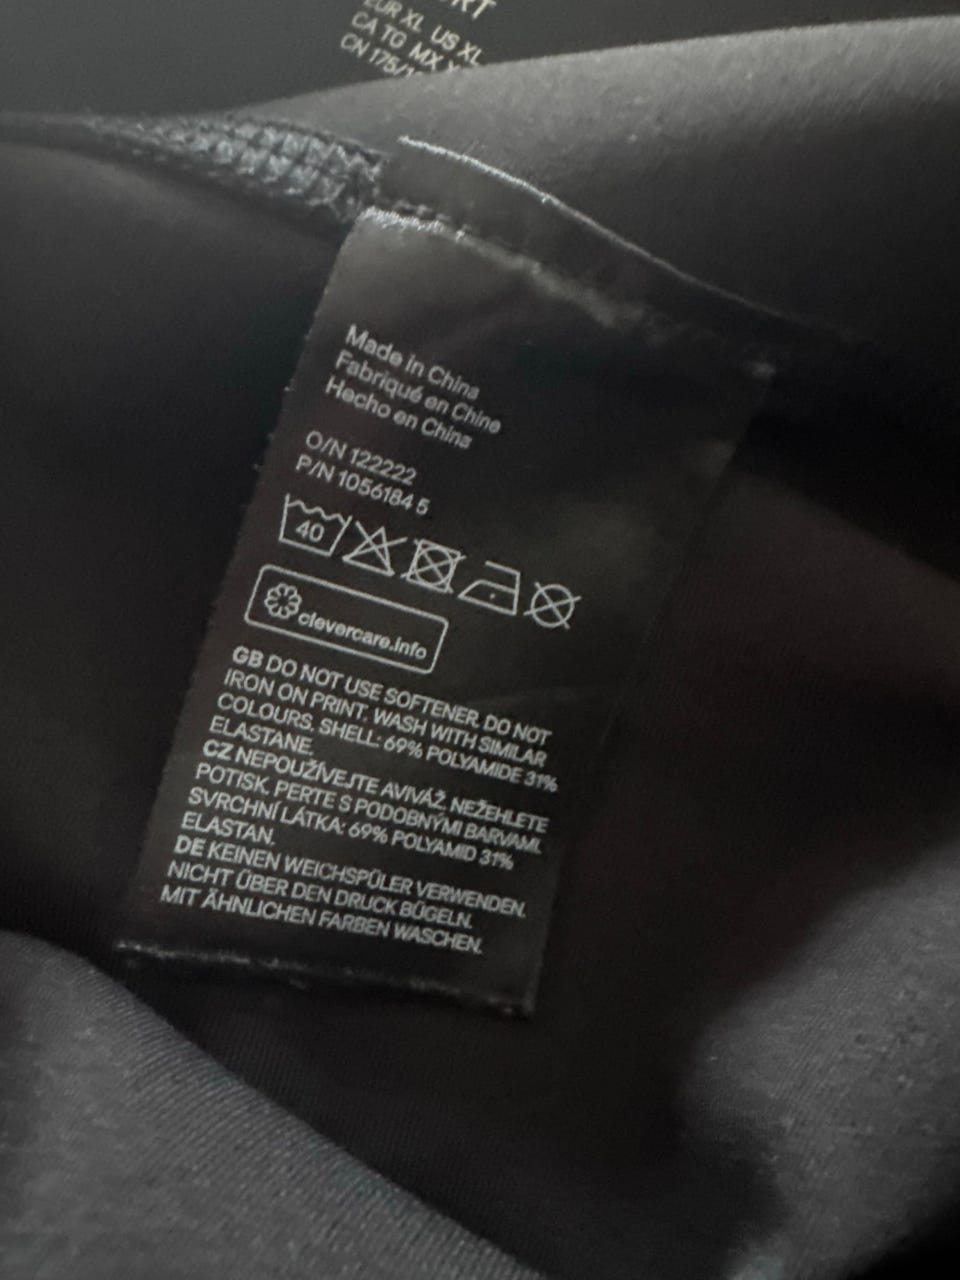 EUR XL US XL
CA TG MX
CN 175/1
Made in China
Fabriqué en Chine
Hecho en China
O/N 122222
P/N 1056184 5
40
clevercare.info
GB DO NOT USE SOFTENER. DO NOT
IRON ON PRINT. WASH WITH SIMILAR
COLOURS. SHELL: 69% POLYAMIDE 31%
ELASTANE.
CZ NEPOUŽÍVEJTE AVIVÁŽ. NEŽEHLETE
POTISK. PERTE S PODOBNÝMI BARVAMI.
SVRCHNÍ LÁTKA: 69% POLYAMID 31%
ELASTAN.
DE KEINEN WEICHSPÜLER VERWENDEN.
NICHT ÜBER DEN DRUCK BÜGELN.
MIT ÄHNLICHEN FARBEN WASCHEN.